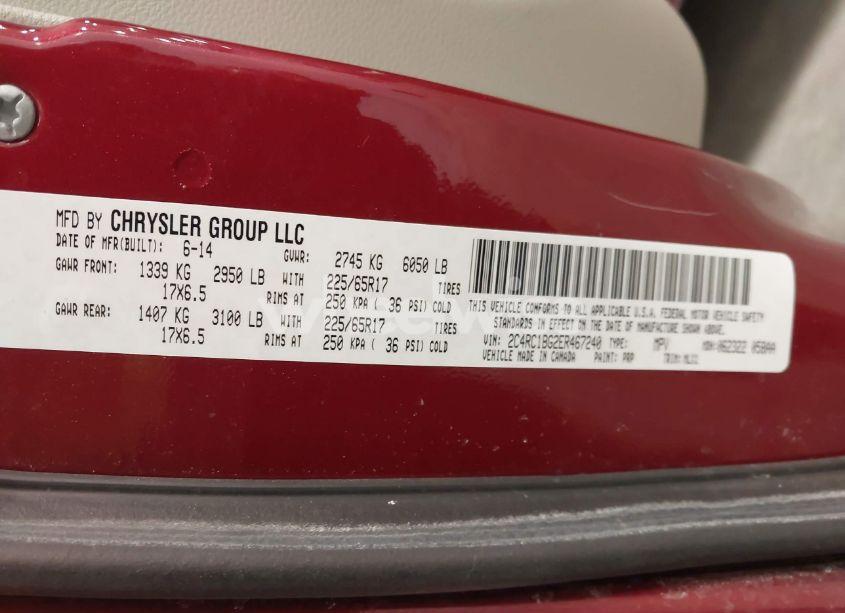 MFD BY CHRYSLER GROUP LLC
DATE OF MFR(BUILT): 6-14 GVWR: 2745 KG 6050 LB
GAWR FRONT: 1339 KG 2950 LB WITH 225/65R17 TIRES
17X6.5 RIMS AT 250 KPA ( 36 PSI) COLD
GAWR REAR: 1407 KG 3100 LB WITH 225/65R17 TIRES
17X6.5 RIMS AT 250 KPA ( 36 PSI) COLD
THIS VEHICLE CONFORMS TO ALL APPLICABLE U.S.A. FEDERAL MOTOR VEHICLE SAFETY
STANDARDS IN EFFECT ON THE DATE OF MANUFACTURE SHOWN ABOVE.
VIN: 2C4RC1BG2ER467240 TYPE: MPV MDH: 062322 05BAA
VEHICLE MADE IN CANADA PAINT: PRP TRIM: